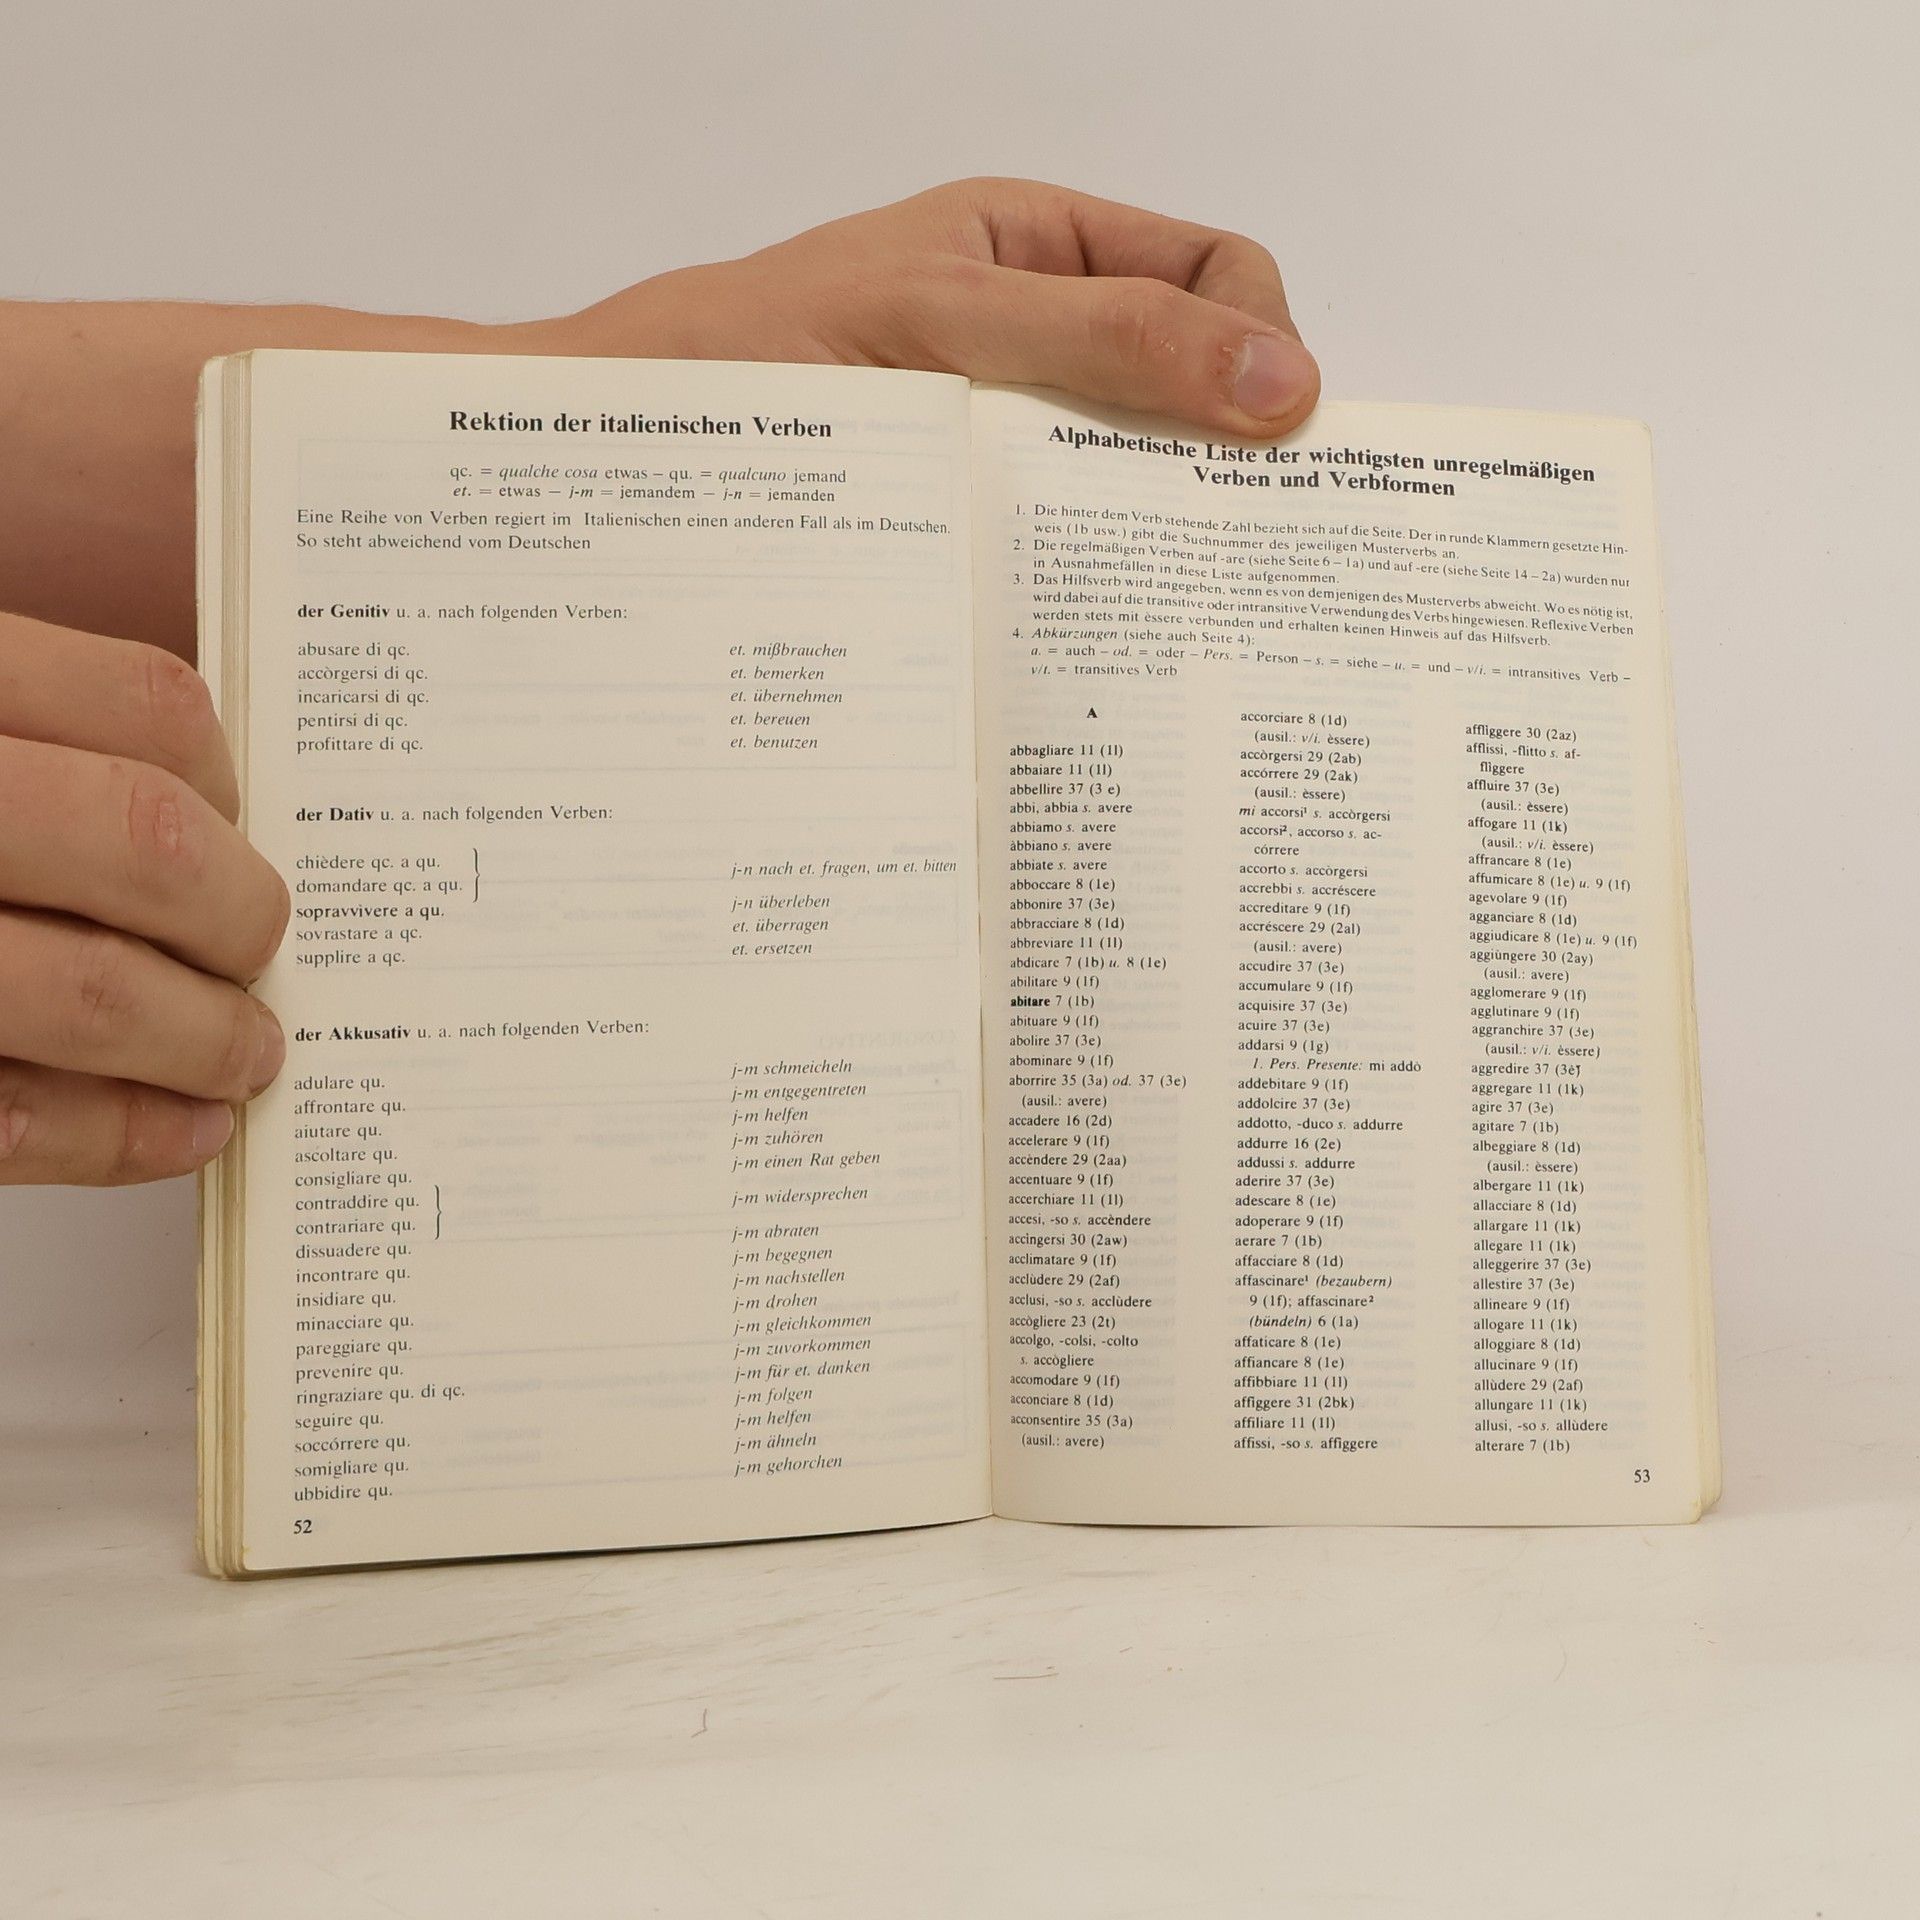 Rektion der italienischen Verben
qc. = qualche cosa etwas – qu. = qualcuno jemand
et. = etwas – j-m = jemandem – j-n = jemanden
Eine Reihe von Verben regiert im Italienischen einen anderen Fall als im Deutschen.
So steht abweichend vom Deutschen
der Genitiv u. a. nach folgenden Verben:
abusare di qc. et. mißbrauchen
accòrgersi di qc. et. bemerken
incaricarsi di qc. et. übernehmen
pentirsi di qc. et. bereuen
profittare di qc. et. benutzen
der Dativ u. a. nach folgenden Verben:
chièdere qc. a qu.
domandare qc. a qu. } j-n nach et. fragen, um et. bitten
sopravvivere a qu. j-n überleben
sovrastare a qc. et. überragen
supplire a qc. et. ersetzen
der Akkusativ u. a. nach folgenden Verben:
adulare qu. j-m schmeicheln
affrontare qu. j-m entgegentreten
aiutare qu. j-m helfen
ascoltare qu. j-m zuhören
consigliare qu. j-m einen Rat geben
contraddire qu.
contrariare qu. } j-m widersprechen
dissuadere qu. j-m abraten
incontrare qu. j-m begegnen
insidiare qu. j-m nachstellen
minacciare qu. j-m drohen
pareggiare qu. j-m gleichkommen
prevenire qu. j-m zuvorkommen
ringraziare qu. di qc. j-m für et. danken
seguire qu. j-m folgen
soccórrere qu. j-m helfen
somigliare qu. j-m ähneln
ubbidire qu. j-m gehorchen
52
Alphabetische Liste der wichtigsten unregelmäßigen
Verben und Verbformen
1. Die hinter dem Verb stehende Zahl bezieht sich auf die Seite. Der in runde Klammern gesetzte Hin-
weis (1b usw.) gibt die Suchnummer des jeweiligen Musterverbs an.
2. Die regelmäßigen Verben auf -are (siehe Seite 6 – 1a) und auf -ere (siehe Seite 14 – 2a) wurden nur
in Ausnahmefällen in diese Liste aufgenommen.
3. Das Hilfsverb wird angegeben, wenn es von demjenigen des Musterverbs abweicht. Wo es nötig ist,
wird dabei auf die transitive oder intransitive Verwendung des Verbs hingewiesen. Reflexive Verben
werden stets mit èssere verbunden und erhalten keinen Hinweis auf das Hilfsverb.
4. Abkürzungen (siehe auch Seite 4):
a. = auch – od. = oder – Pers. = Person – s. = siehe – u. = und – v/i. = intransitives Verb –
v/t. = transitives Verb
A
abbagliare 11 (1l)
abbaiare 11 (1l)
abbellire 37 (3 e)
abbi, abbia s. avere
abbiamo s. avere
àbbiano s. avere
abbiate s. avere
abboccare 8 (1e)
abbonire 37 (3e)
abbracciare 8 (1d)
abbreviare 11 (1l)
abdicare 7 (1b) u. 8 (1e)
abilitare 9 (1f)
abitare 7 (1b)
abituare 9 (1f)
abolire 37 (3e)
abominare 9 (1f)
aborrire 35 (3a) od. 37 (3e)
(ausil.: avere)
accadere 16 (2d)
accelerare 9 (1f)
accèndere 29 (2aa)
accentuare 9 (1f)
accerchiare 11 (1l)
accesi, -so s. accèndere
accingersi 30 (2aw)
acclimatare 9 (1f)
acclùdere 29 (2af)
acclusi, -so s. acclùdere
accògliere 23 (2t)
accolgo, -colsi, -colto
s. accògliere
accomodare 9 (1f)
acconciare 8 (1d)
acconsentire 35 (3a)
(ausil.: avere)
accorciare 8 (1d)
(ausil.: v/i. èssere)
accòrgersi 29 (2ab)
accórrere 29 (2ak)
(ausil.: èssere)
mi accorsi¹ s. accòrgersi
accorsi², accorso s. ac-
córrere
accorto s. accòrgersi
accrebbi s. accréscere
accreditare 9 (1f)
accréscere 29 (2al)
(ausil.: avere)
accudire 37 (3e)
accumulare 9 (1f)
acquisire 37 (3e)
acuire 37 (3e)
addarsi 9 (1g)
1. Pers. Presente: mi addò
addebitare 9 (1f)
addolcire 37 (3e)
addotto, -duco s. addurre
addurre 16 (2e)
addussi s. addurre
aderire 37 (3e)
adescare 8 (1e)
adoperare 9 (1f)
aerare 7 (1b)
affacciare 8 (1d)
affascinare¹ (bezaubern)
9 (1f); affascinare²
(bündeln) 6 (1a)
affaticare 8 (1e)
affiancare 8 (1e)
affibbiare 11 (1l)
affìggere 31 (2bk)
affiliare 11 (1l)
affissi, -so s. affìggere
afflìggere 30 (2az)
afflissi, -flitto s. af-
flìggere
affluire 37 (3e)
(ausil.: èssere)
affogare 11 (1k)
(ausil.: v/i. èssere)
affrancare 8 (1e)
affumicare 8 (1e) u. 9 (1f)
agevolare 9 (1f)
agganciare 8 (1d)
aggiudicare 8 (1e) u. 9 (1f)
aggiùngere 30 (2ay)
(ausil.: avere)
agglomerare 9 (1f)
agglutinare 9 (1f)
aggranchire 37 (3e)
(ausil.: v/i. èssere)
aggredire 37 (3e)
aggregare 11 (1k)
agire 37 (3e)
agitare 7 (1b)
albeggiare 8 (1d)
(ausil.: èssere)
albergare 11 (1k)
allacciare 8 (1d)
allargare 11 (1k)
allegare 11 (1k)
alleggerire 37 (3e)
allestire 37 (3e)
allineare 9 (1f)
allogare 11 (1k)
alloggiare 8 (1d)
allucinare 9 (1f)
allùdere 29 (2af)
allungare 11 (1k)
allusi, -so s. allùdere
alterare 7 (1b)
53